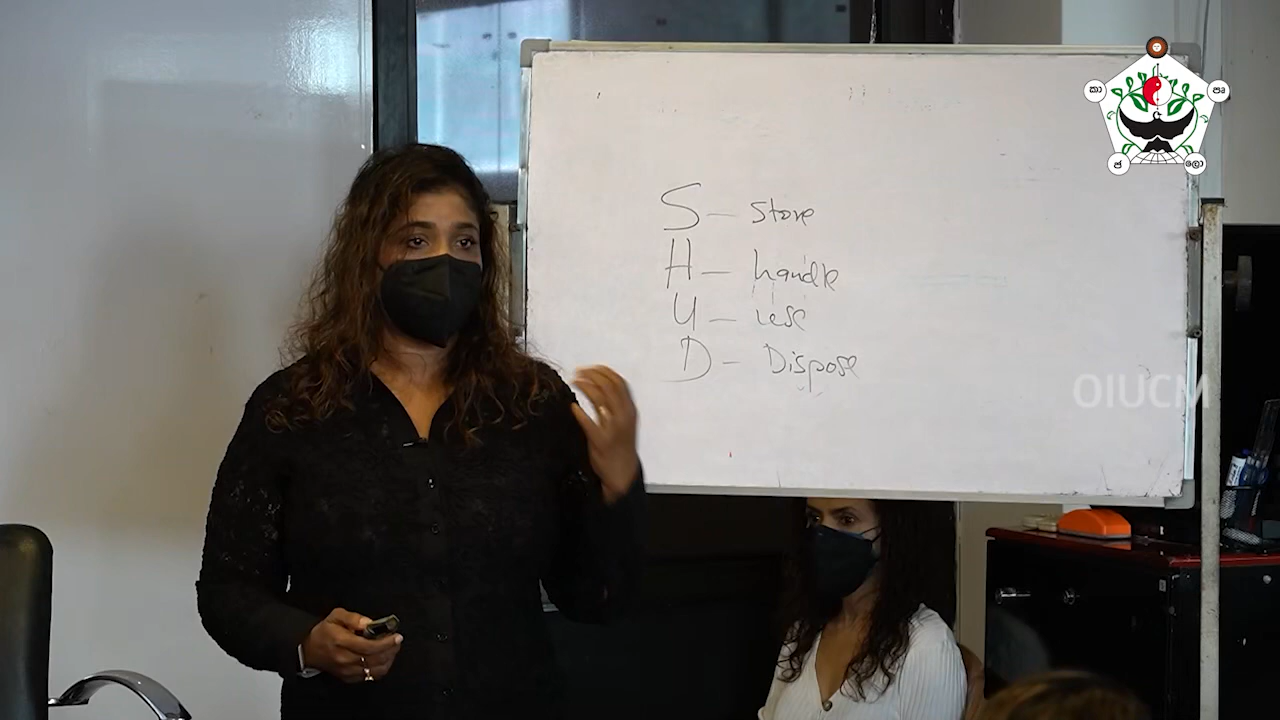 කා
පෘ
ජ
ලො
S – Store
H – handle
U – use
D – Dispose
OIUCM